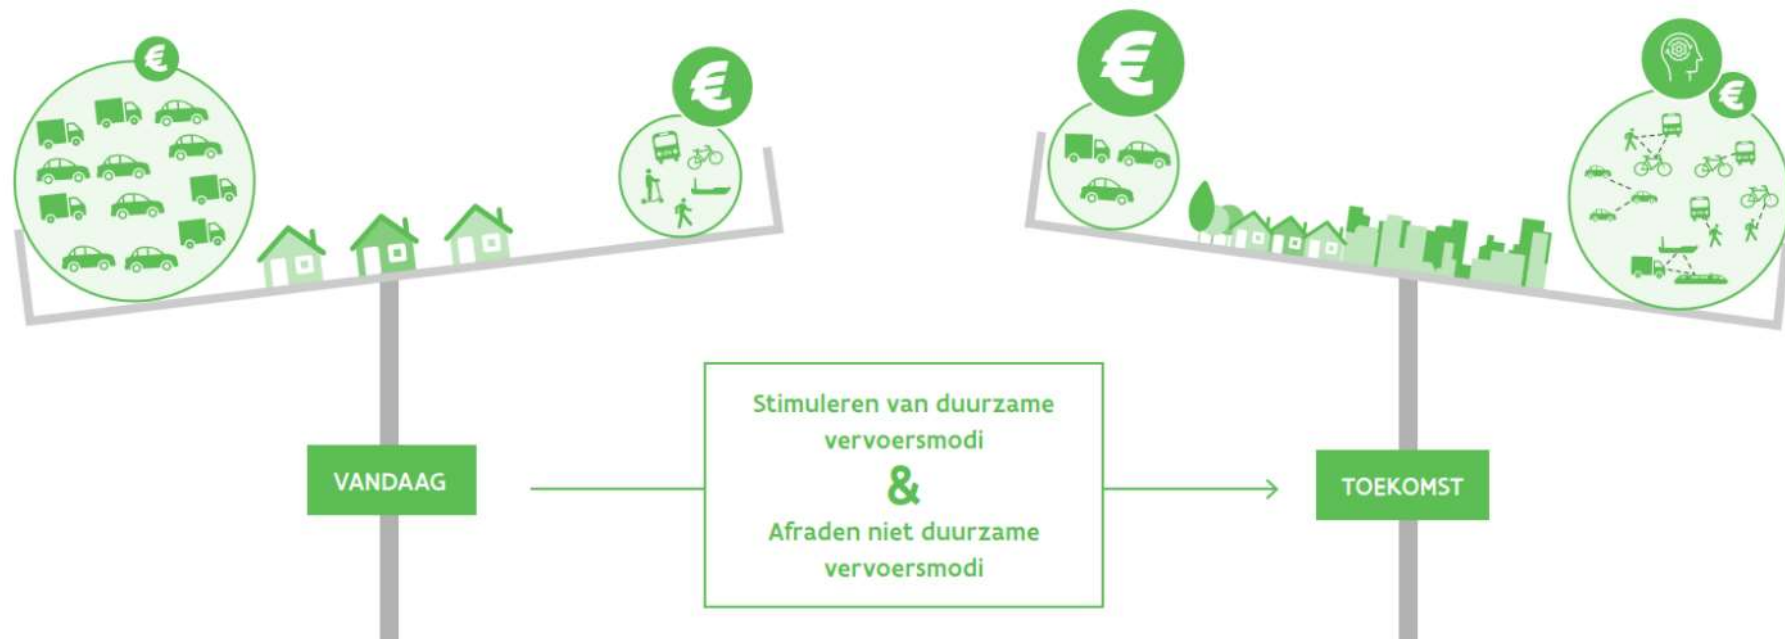 €
€
€
€
Stimuleren van duurzame
vervoersmodi
&
Afraden niet duurzame
vervoersmodi
VANDAAG
TOEKOMST